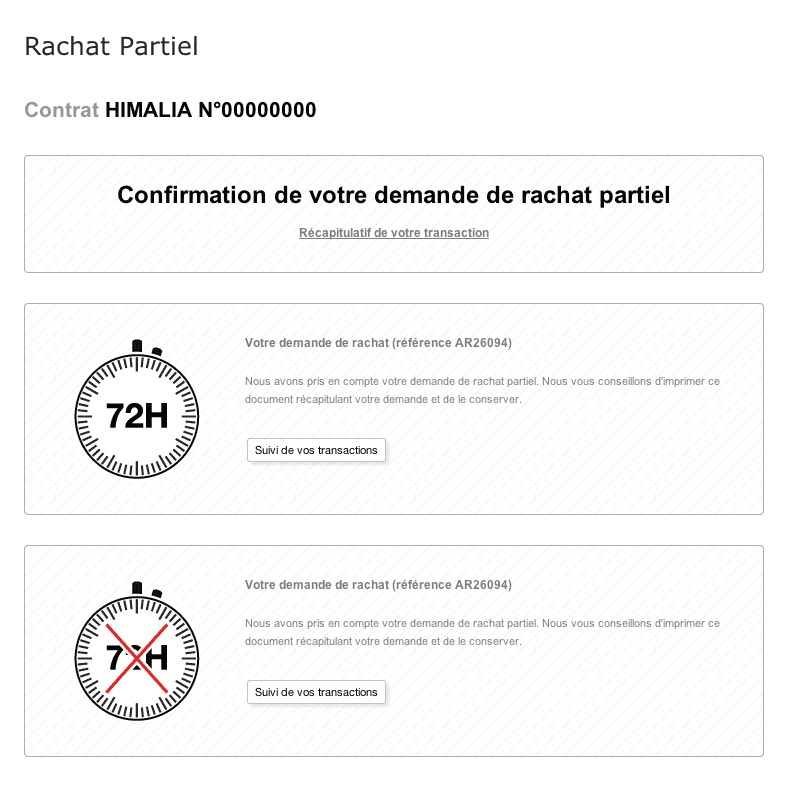 Rachat Partiel
Contrat HIMALIA N°00000000
Confirmation de votre demande de rachat partiel
Récapitulatif de votre transaction
Votre demande de rachat (référence AR26094)
Nous avons pris en compte votre demande de rachat partiel. Nous vous conseillons d'imprimer ce
document récapitulant votre demande et de le conserver.
72H
Suivi de vos transactions
Votre demande de rachat (référence AR26094)
Nous avons pris en compte votre demande de rachat partiel. Nous vous conseillons d'imprimer ce
document récapitulant votre demande et de le conserver.
72H
Suivi de vos transactions